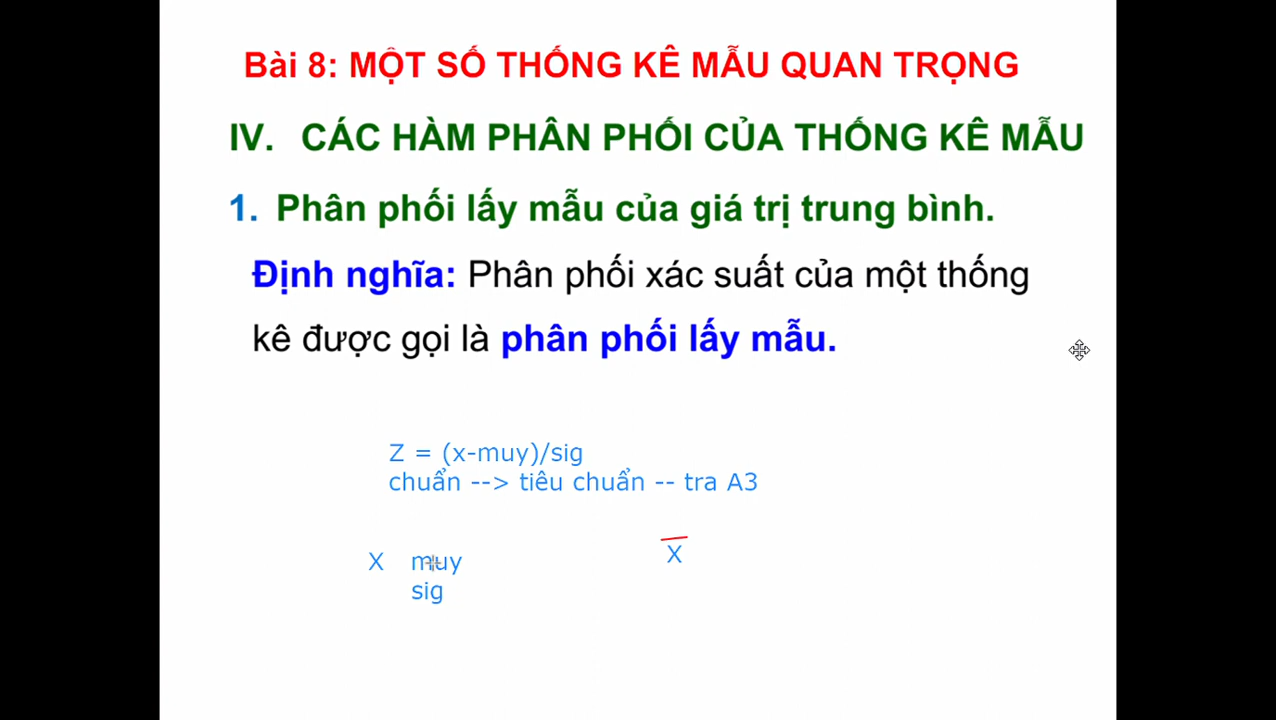 Bài 8: MỘT SỐ THỐNG KÊ MẪU QUAN TRỌNG
IV. CÁC HÀM PHÂN PHỐI CỦA THỐNG KÊ MẪU
1. Phân phối lấy mẫu của giá trị trung bình.
Định nghĩa: Phân phối xác suất của một thống
kê được gọi là phân phối lấy mẫu.
Z = (x-muy)/sig
chuẩn --> tiêu chuẩn -- tra A3
X muy
sig
X